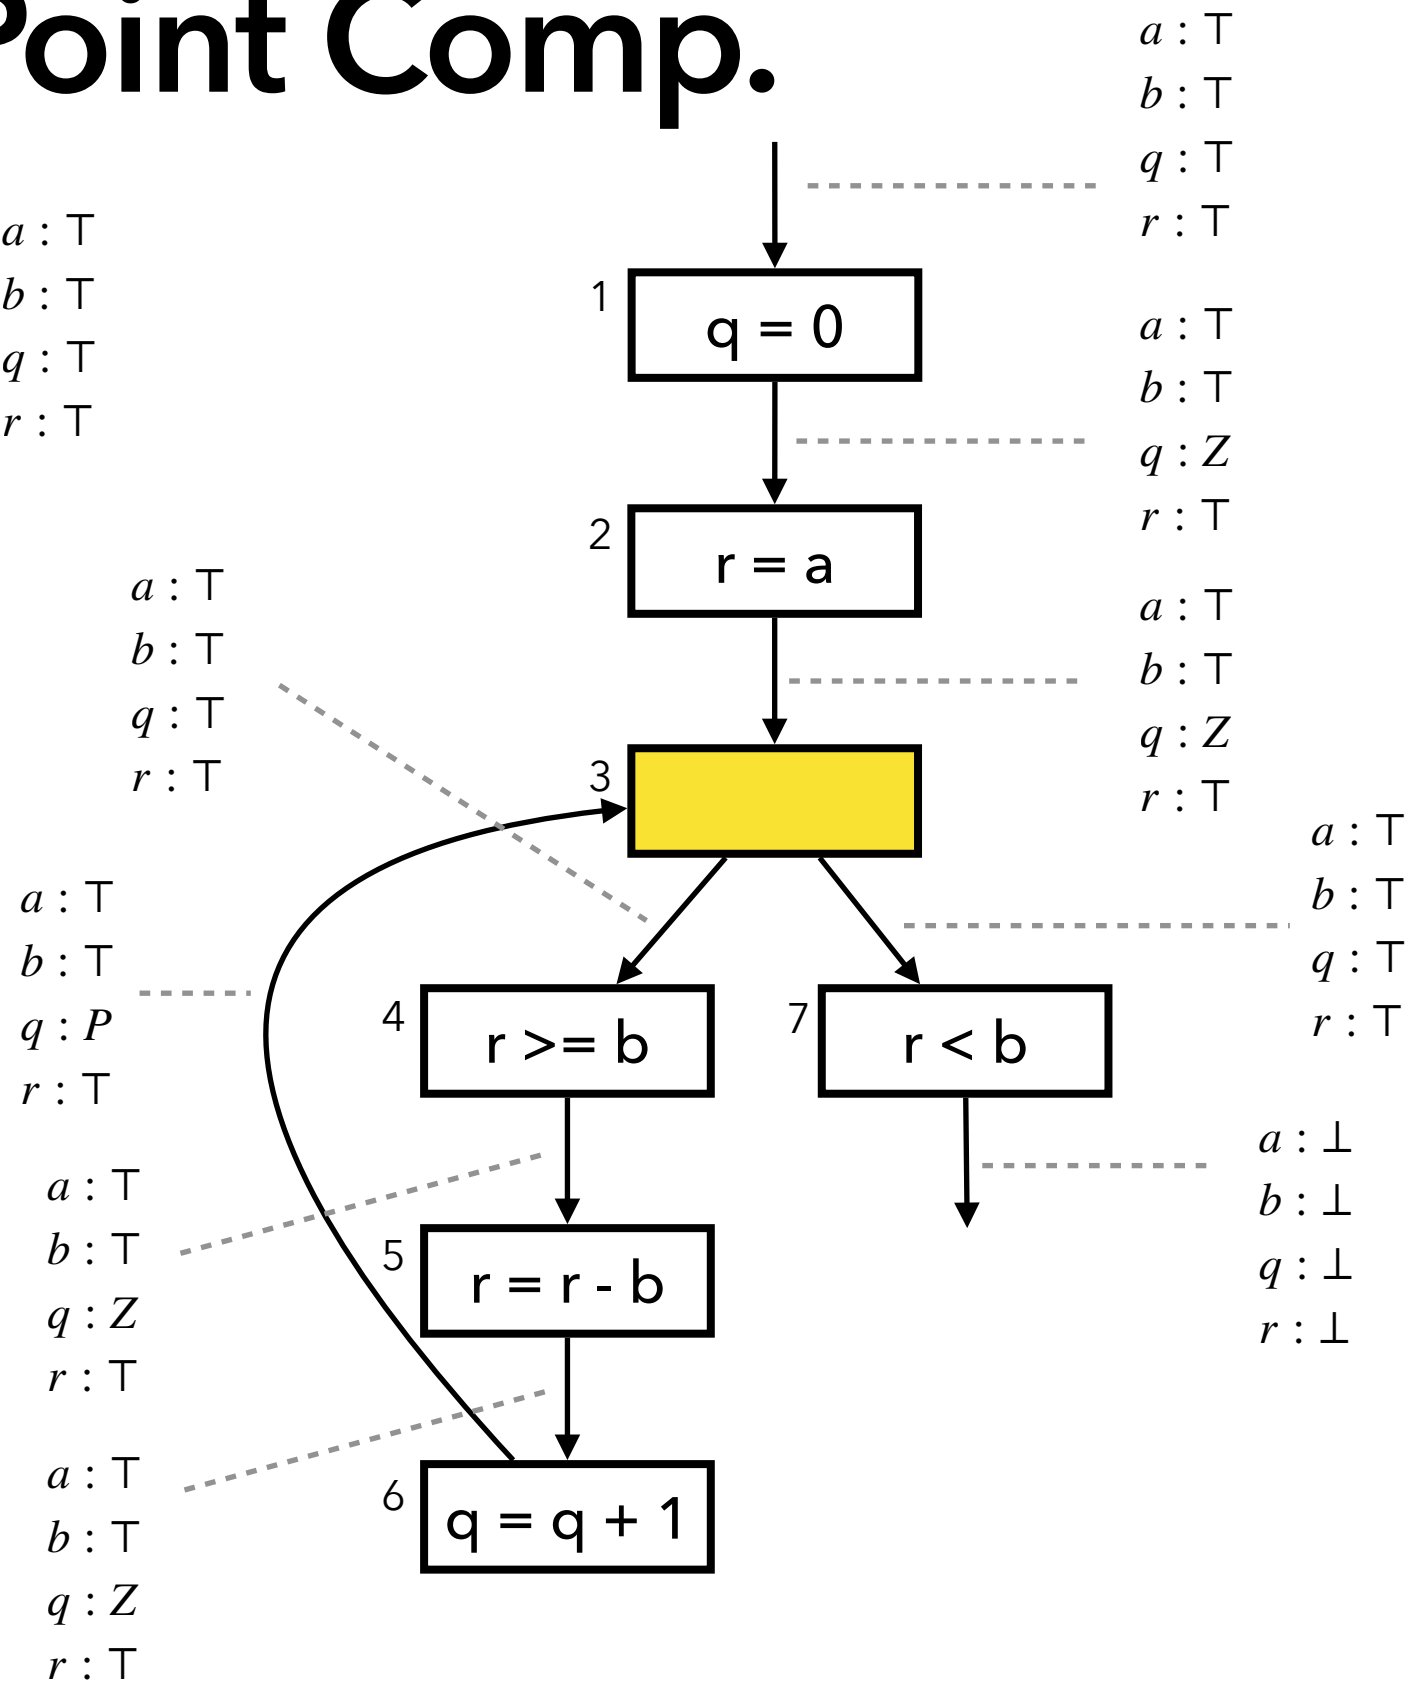 Point Comp.
a : ⊤
b : ⊤
q : ⊤
r : ⊤
a : ⊤
b : ⊤
q : ⊤
r : ⊤
1
q = 0
a : ⊤
b : ⊤
q : Z
r : ⊤
2
r = a
a : ⊤
b : ⊤
q : ⊤
r : ⊤
a : ⊤
b : ⊤
q : Z
r : ⊤
3
a : ⊤
b : ⊤
q : ⊤
r : ⊤
a : ⊤
b : ⊤
q : P
r : ⊤
4
r >= b
7
r < b
a : ⊥
b : ⊥
q : ⊥
r : ⊥
a : ⊤
b : ⊤
q : Z
r : ⊤
5
r = r - b
a : ⊤
b : ⊤
q : Z
r : ⊤
6
q = q + 1